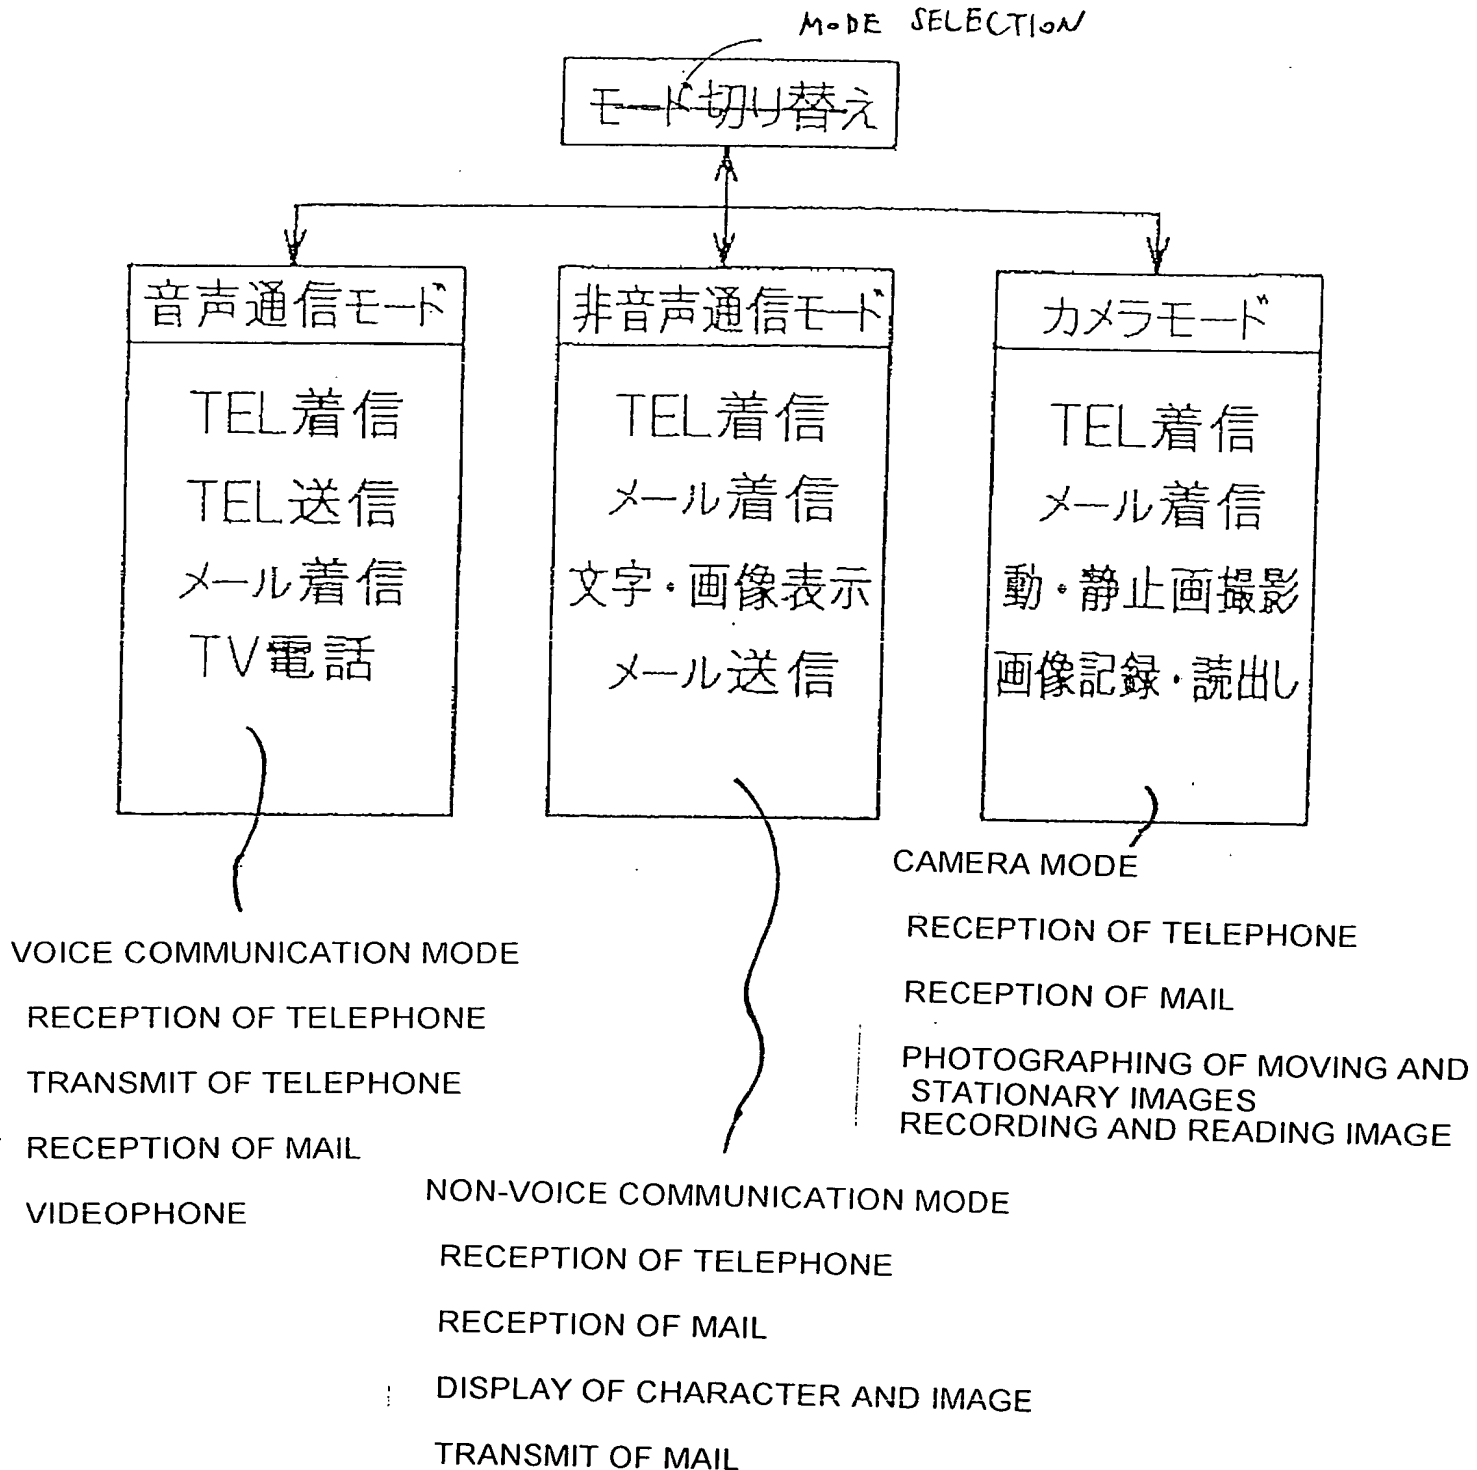 MODE SELECTION
モード切り替え
音声通信モード
TEL着信
TEL送信
メール着信
TV電話
非音声通信モード
TEL着信
メール着信
文字・画像表示
メール送信
カメラモード
TEL着信
メール着信
動・静止画撮影
画像記録・読出し
VOICE COMMUNICATION MODE
RECEPTION OF TELEPHONE
TRANSMIT OF TELEPHONE
RECEPTION OF MAIL
VIDEOPHONE
NON-VOICE COMMUNICATION MODE
RECEPTION OF TELEPHONE
RECEPTION OF MAIL
DISPLAY OF CHARACTER AND IMAGE
TRANSMIT OF MAIL
CAMERA MODE
RECEPTION OF TELEPHONE
RECEPTION OF MAIL
PHOTOGRAPHING OF MOVING AND
STATIONARY IMAGES
RECORDING AND READING IMAGE